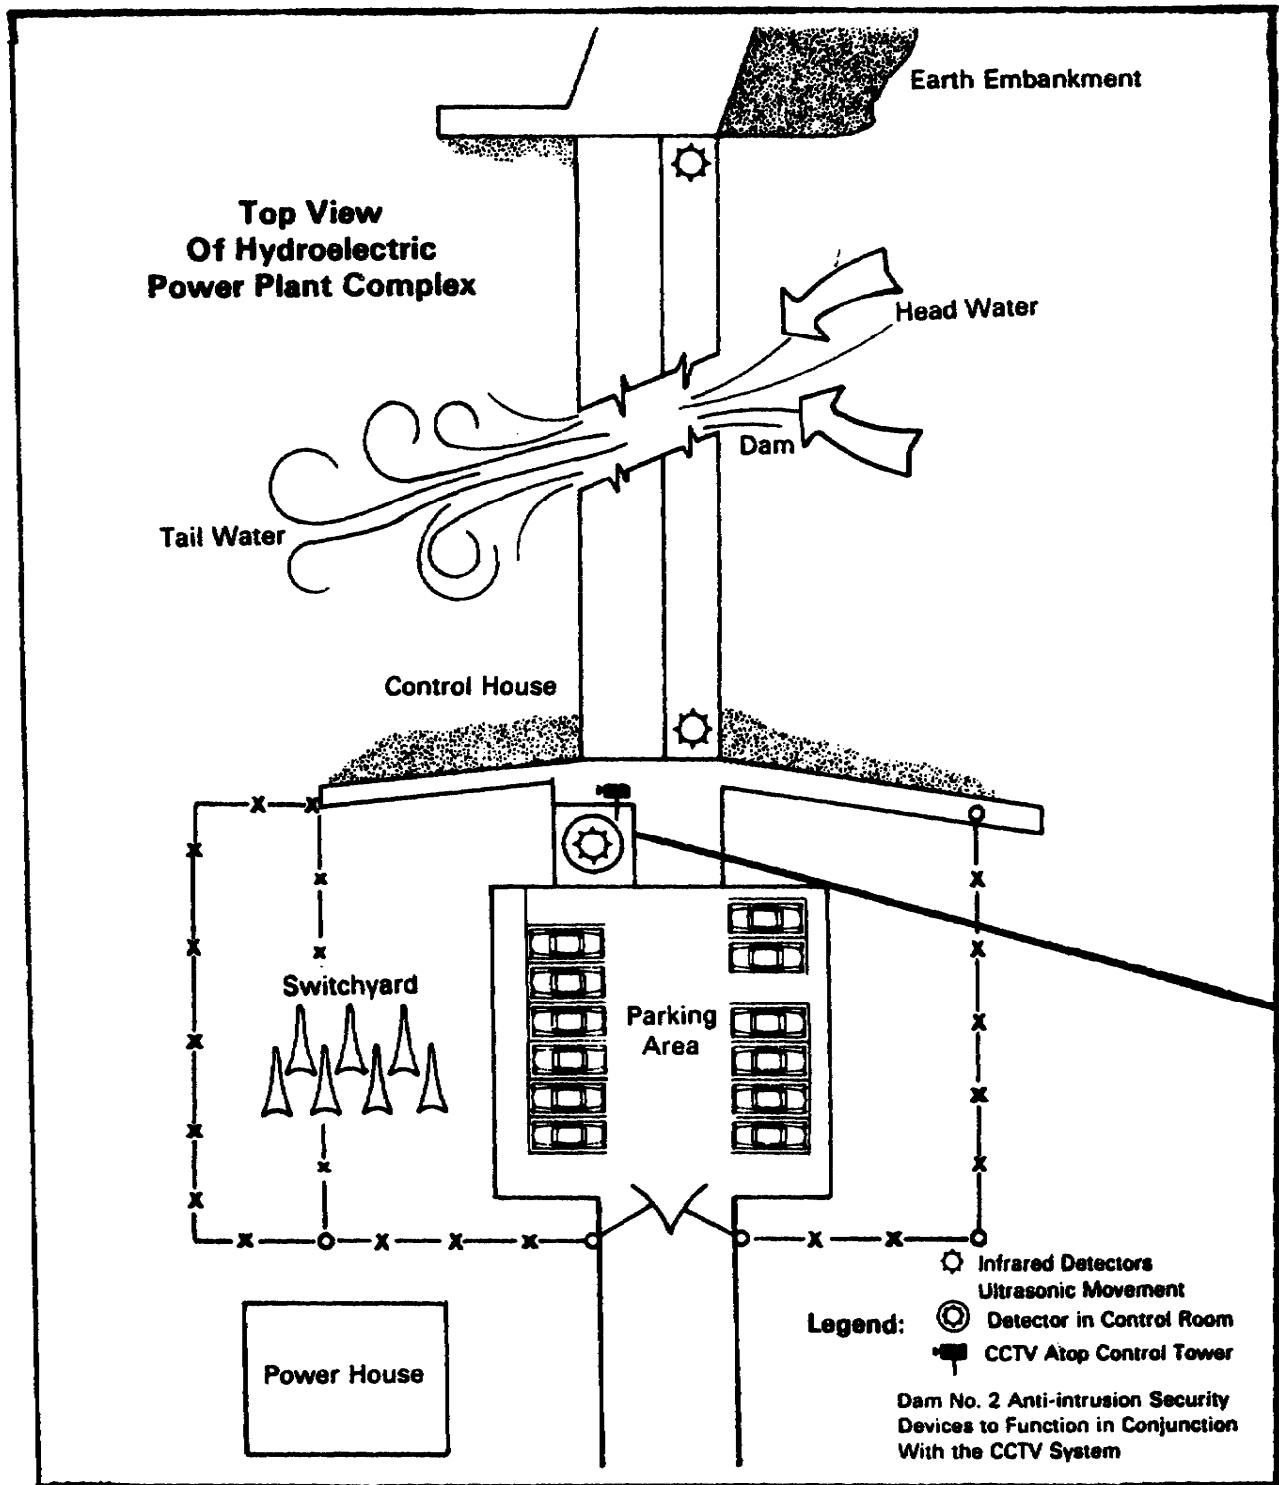 Earth Embankment
Top View
Of Hydroelectric
Power Plant Complex
Head Water
Dam
Tail Water
Control House
Switchyard
Parking
Area
Power House
Legend:
Infrared Detectors
Ultrasonic Movement
Detector in Control Room
CCTV Atop Control Tower
Dam No. 2 Anti-intrusion Security
Devices to Function in Conjunction
With the CCTV System